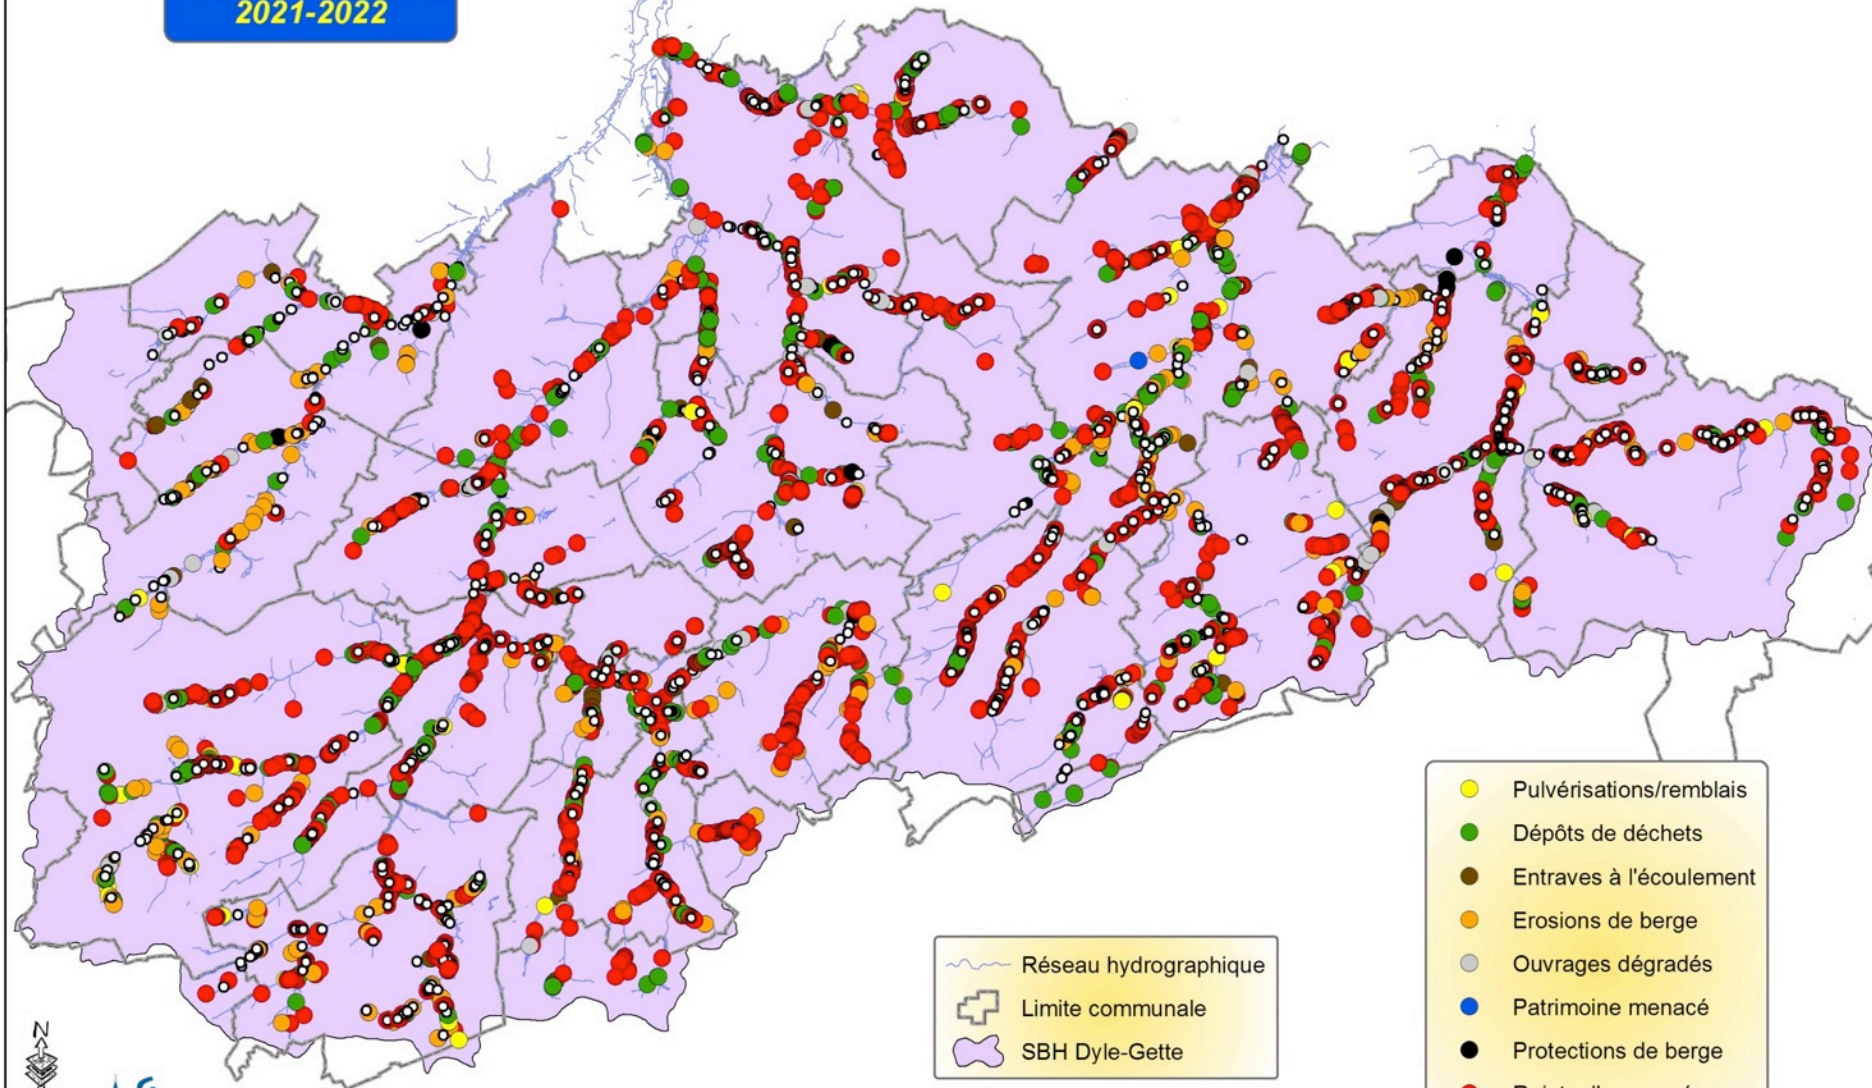 2021-2022
Pulvérisations/remblais
Dépôts de déchets
Entraves à l'écoulement
Erosions de berge
Ouvrages dégradés
Patrimoine menacé
Protections de berge
Réseau hydrographique
Limite communale
SBH Dyle-Gette
N